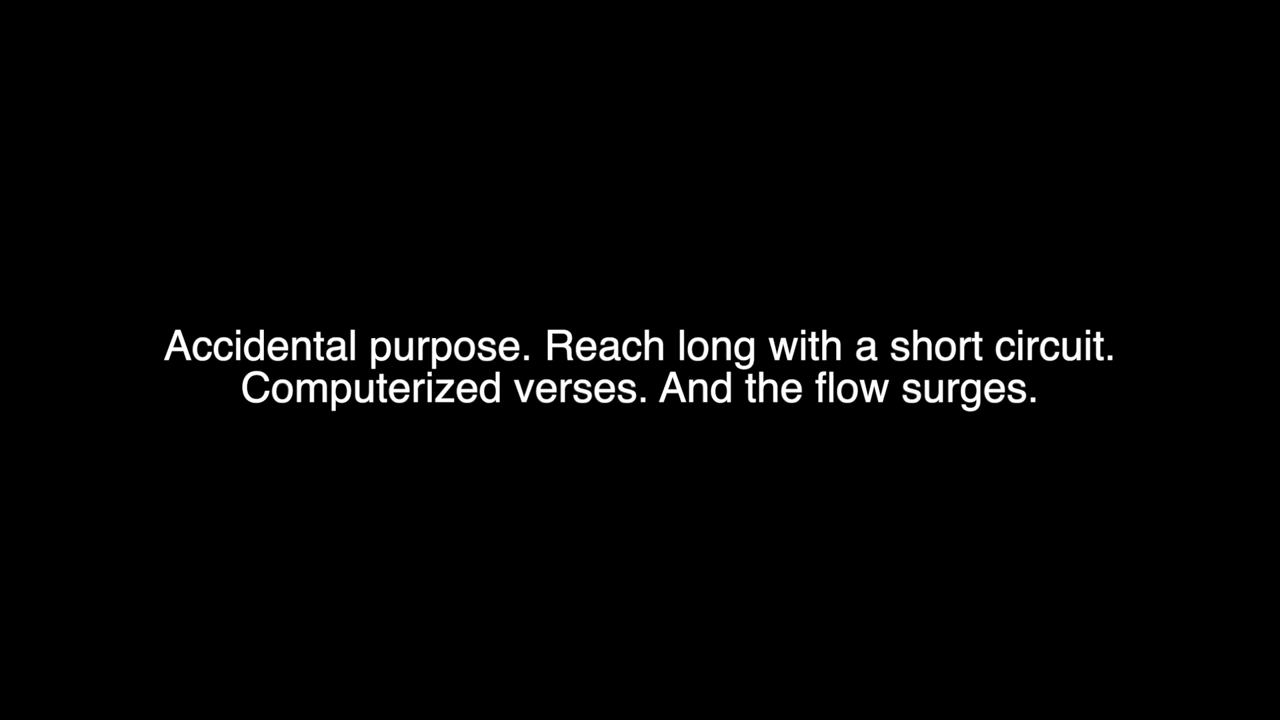 Accidental purpose. Reach long with a short circuit.
Computerized verses. And the flow surges.